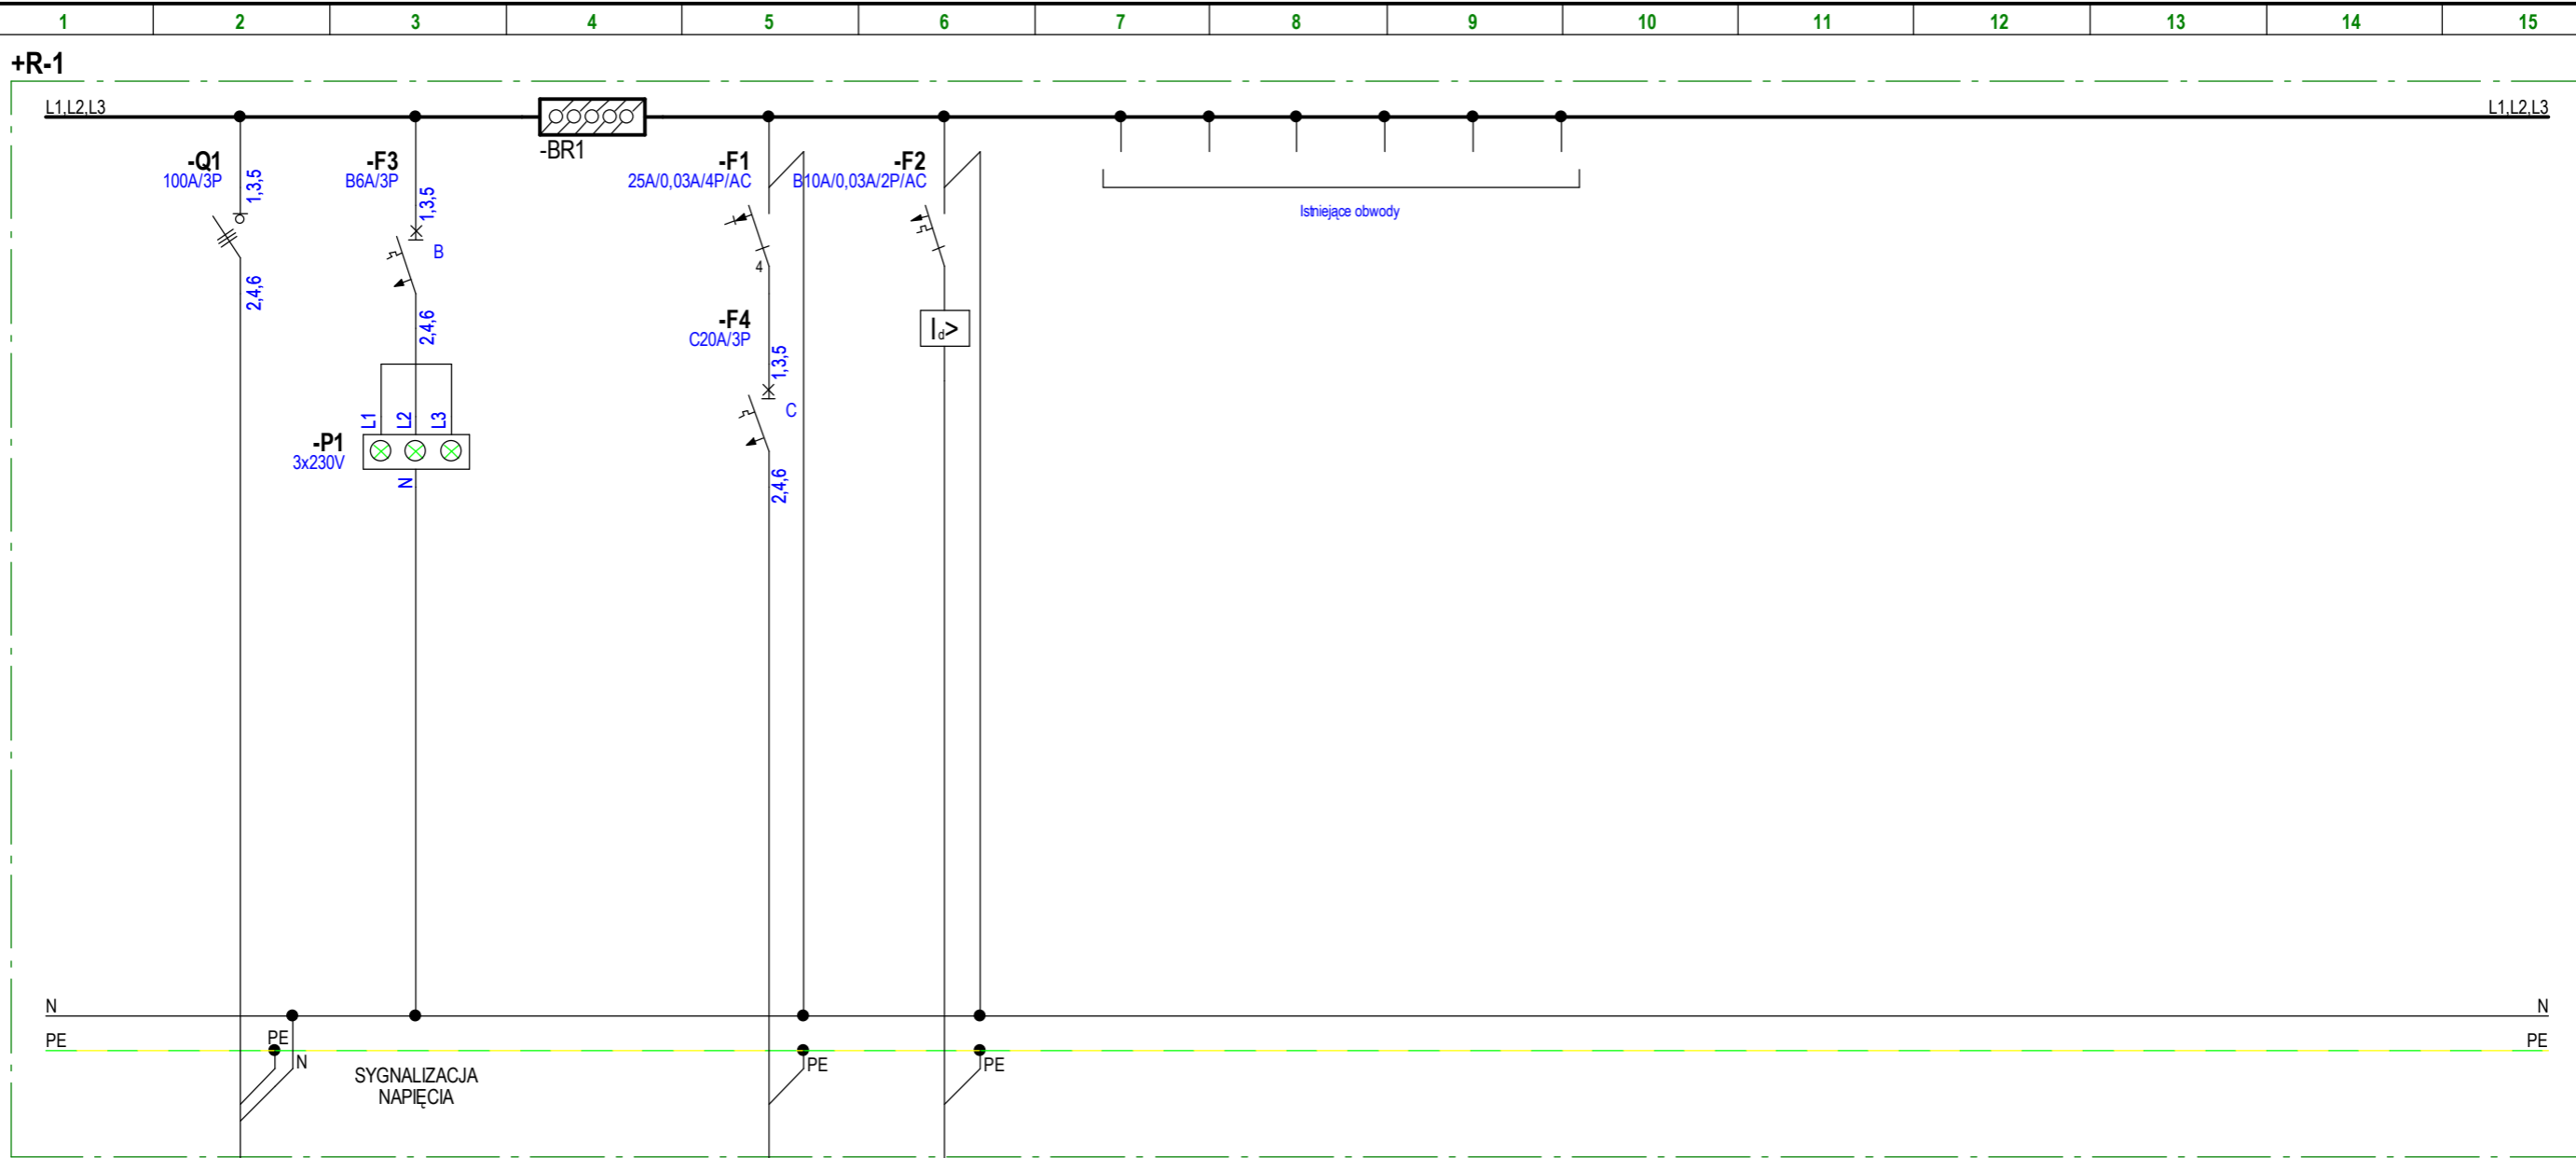 1 2 3 4 5 6 7 8 9 10 11 12 13 14 15
+R-1
L1,L2,L3
L1,L2,L3
-BR1
-Q1
100A/3P
1,3,5
2,4,6
-F3
B6A/3P
1,3,5
B
2,4,6
L1
L2
L3
-P1
3x230V
N
-F1
25A/0,03A/4P/AC
4
-F4
C20A/3P
1,3,5
C
2,4,6
-F2
B10A/0,03A/2P/AC
Id>
Istniejące obwody
N
N
PE
PE
PE
N
PE
PE
SYGNALIZACJA
NAPIĘCIA